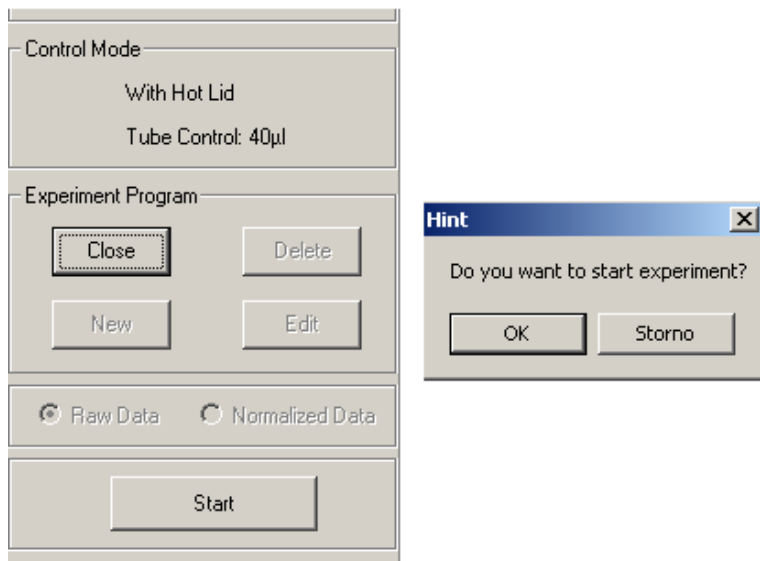 Control Mode
With Hot Lid
Tube Control: 40µl
Experiment Program
Close Delete
New Edit
Raw Data Normalized Data
Start
Hint
Do you want to start experiment?
OK Storno